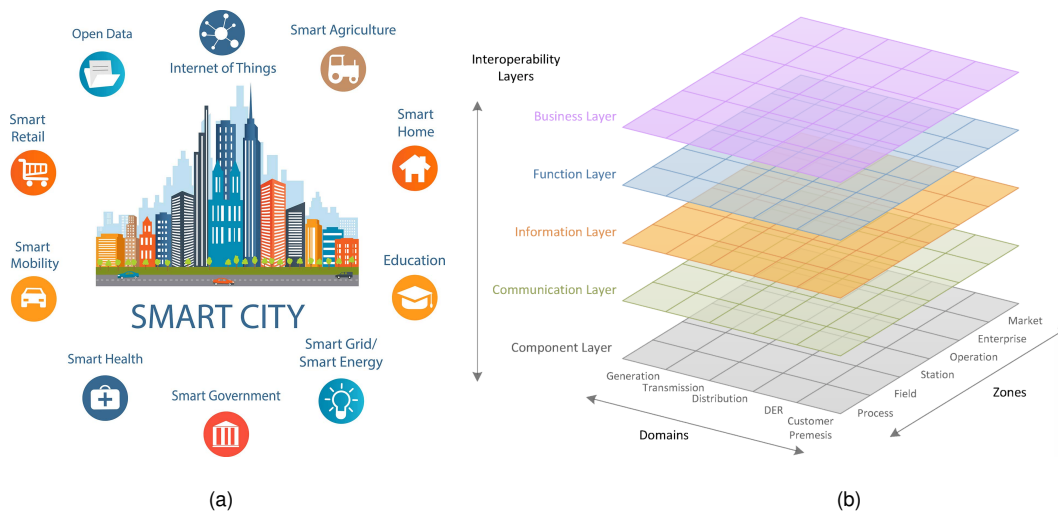 Open Data
Internet of Things
Smart Agriculture
Smart
Retail
Smart
Home
Smart
Mobility
Education
SMART CITY
Smart Health
Smart Government
Smart Grid/
Smart Energy
(a)
Interoperability
Layers
Business Layer
Function Layer
Information Layer
Communication Layer
Component Layer
Generation
Transmission
Distribution
DER
Customer
Premesis
Domains
Process
Field
Station
Operation
Enterprise
Market
Zones
(b)